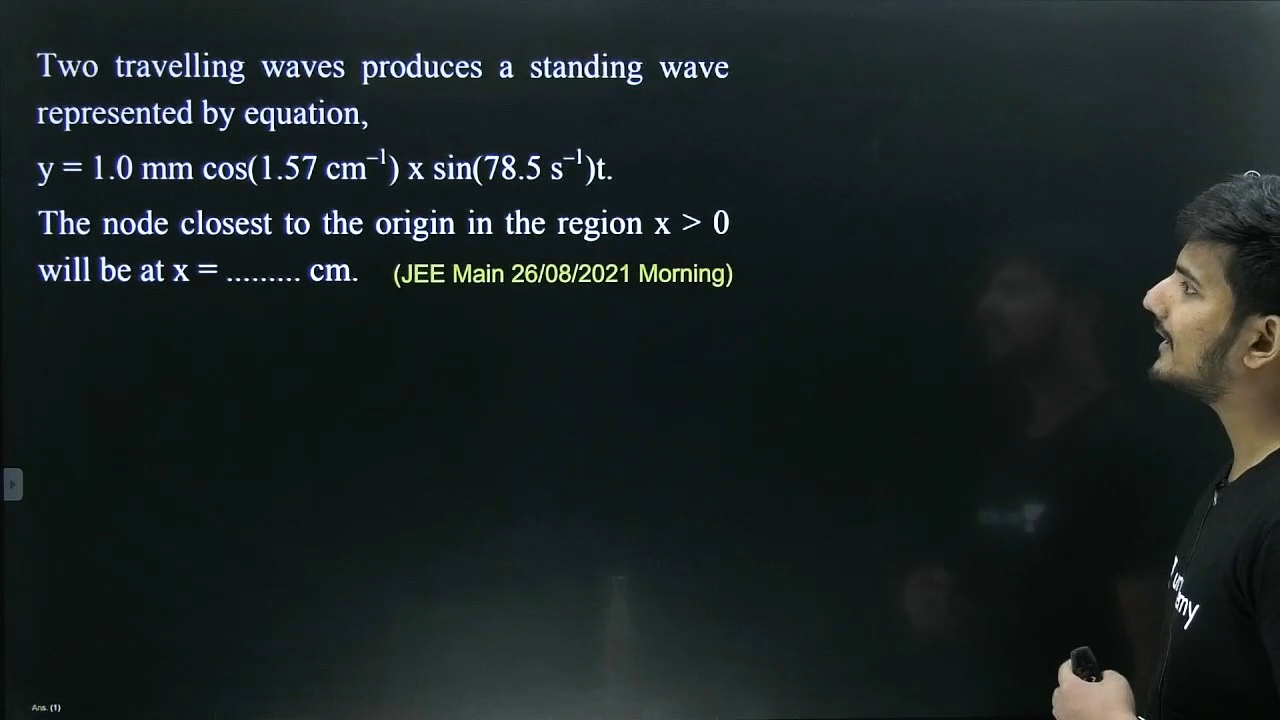 Two travelling waves produces a standing wave
represented by equation,
y = 1.0 mm cos(1.57 cm⁻¹) x sin(78.5 s⁻¹)t.
The node closest to the origin in the region x > 0
will be at x = ......... cm. (JEE Main 26/08/2021 Morning)
Ans. (1)